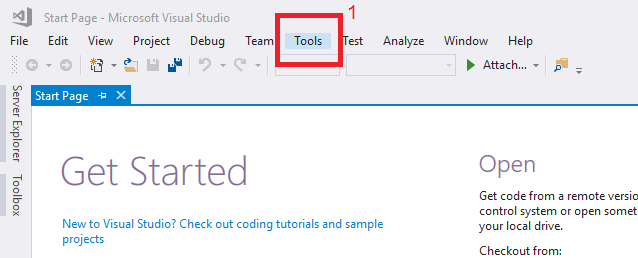 Start Page - Microsoft Visual Studio
1
File Edit View Project Debug Team Tools Test Analyze Window Help
Attach...
Server Explorer
Toolbox
Start Page
Get Started
New to Visual Studio? Check out coding tutorials and sample
projects
Open
Get code from a remote versio
control system or open somet
your local drive.
Checkout from: